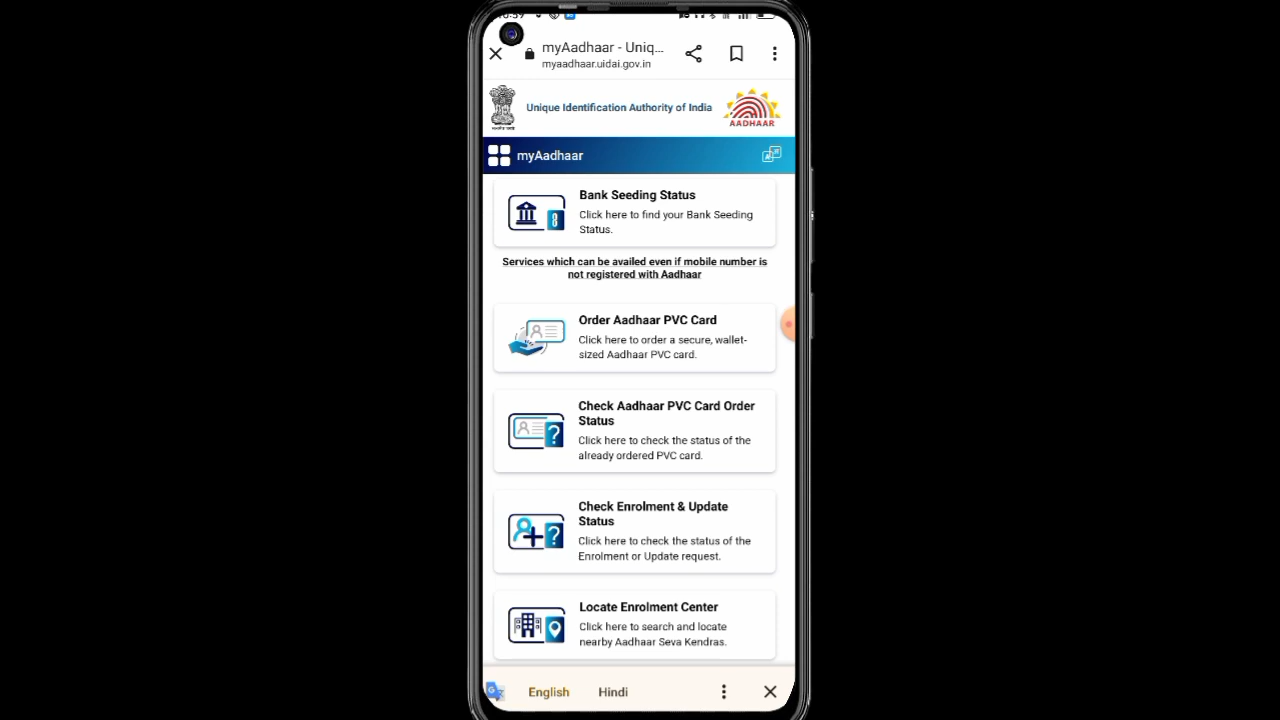 myAadhaar - Uniq...
myaadhaar.uidai.gov.in
Unique Identification Authority of India
AADHAAR
myAadhaar
Bank Seeding Status
Click here to find your Bank Seeding
Status.
Services which can be availed even if mobile number is
not registered with Aadhaar
Order Aadhaar PVC Card
Click here to order a secure, wallet-
sized Aadhaar PVC card.
Check Aadhaar PVC Card Order
Status
Click here to check the status of the
already ordered PVC card.
Check Enrolment & Update
Status
Click here to check the status of the
Enrolment or Update request.
Locate Enrolment Center
Click here to search and locate
nearby Aadhaar Seva Kendras.
English Hindi